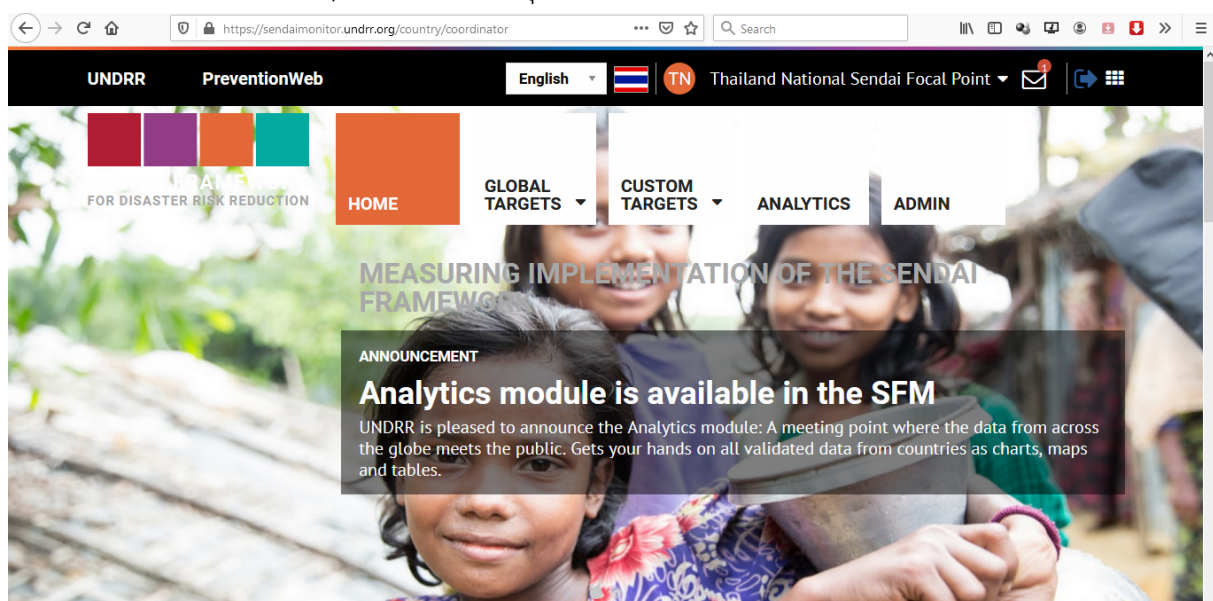 https://sendaimonitor.undrr.org/country/coordinator
Search
UNDRR PreventionWeb English TN Thailand National Sendai Focal Point 1
FRAMEWORK
FOR DISASTER RISK REDUCTION
HOME
GLOBAL
TARGETS
CUSTOM
TARGETS
ANALYTICS
ADMIN
MEASURING IMPLEMENTATION OF THE SENDAI
FRAMEWORK
ANNOUNCEMENT
Analytics module is available in the SFM
UNDRR is pleased to announce the Analytics module: A meeting point where the data from across
the globe meets the public. Gets your hands on all validated data from countries as charts, maps
and tables.